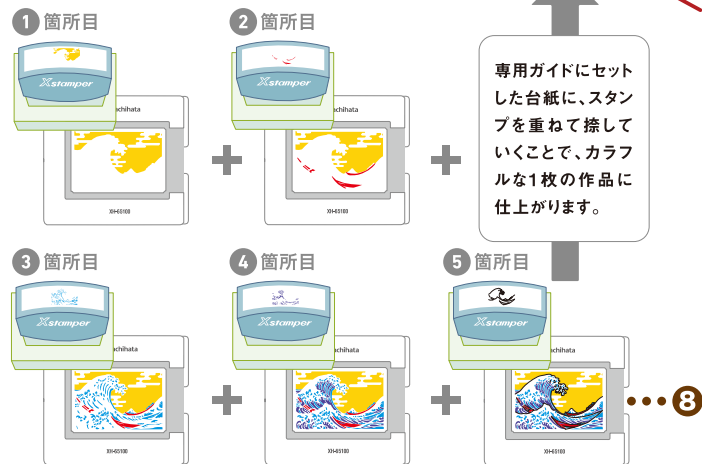 1 箇所目
Xstamper
achihata
XH-65100
2 箇所目
Xstamper
achihata
XH-65100
専用ガイドにセット
した台紙に、スタン
プを重ねて捺して
いくことで、カラフ
ルな1枚の作品に
仕上がります。
3 箇所目
Xstamper
achihata
XH-65100
4 箇所目
Xstamper
achihata
XH-65100
5 箇所目
Xstamper
achihata
XH-65100
8